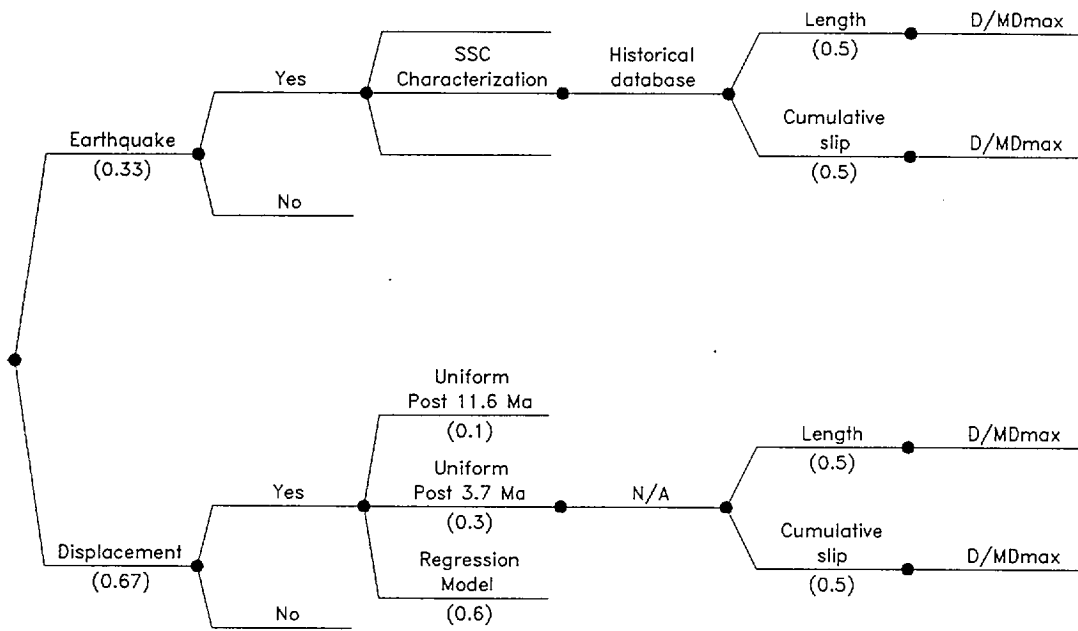 Length
(0.5)
D/MDmax
Yes
SSC
Characterization
Historical
database
Cumulative
slip
(0.5)
D/MDmax
Earthquake
(0.33)
No
Uniform
Post 11.6 Ma
(0.1)
Length
(0.5)
D/MDmax
Yes
Uniform
Post 3.7 Ma
(0.3)
N/A
Cumulative
slip
(0.5)
D/MDmax
Displacement
(0.67)
Regression
Model
(0.6)
No